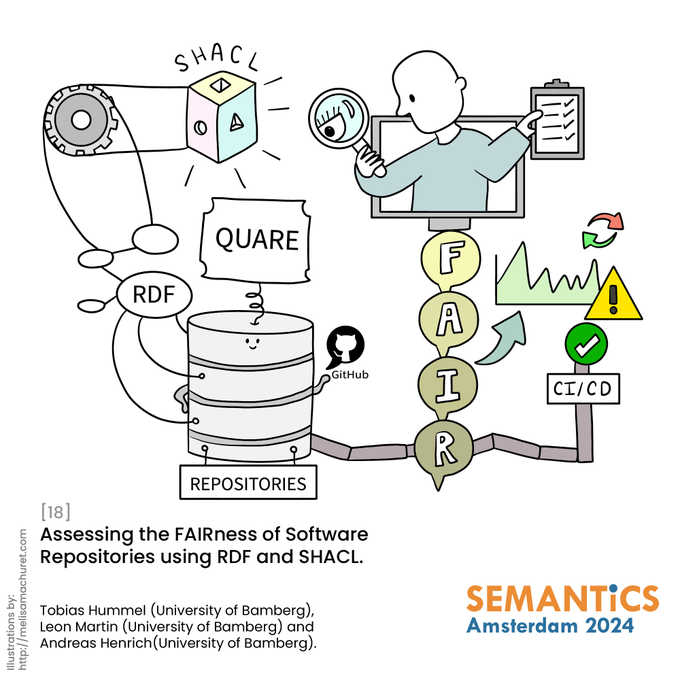 SHACL
QUARE
RDF
GitHub
F
A
I
R
CI/CD
REPOSITORIES
[18]
Assessing the FAIRness of Software
Repositories using RDF and SHACL.
Tobias Hummel (University of Bamberg),
Leon Martin (University of Bamberg) and
Andreas Henrich(University of Bamberg).
Illustrations by:
http://melisamachuret.com
SEMANTiCS
Amsterdam 2024